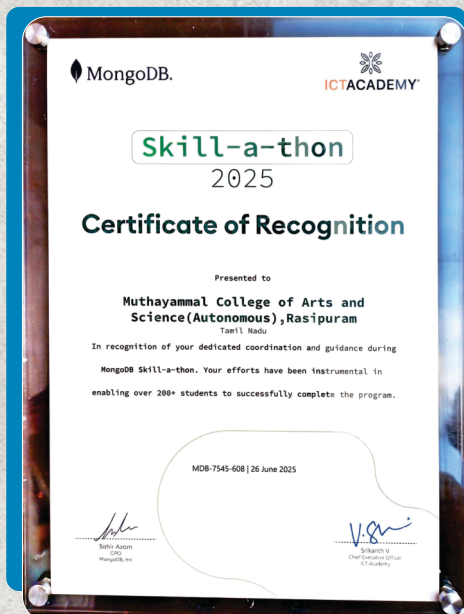 MongoDB.
ICTACADEMY
Skill-a-thon
2025
Certificate of Recognition
Presented to
Muthayammal College of Arts and
Science(Autonomous),Rasipuram
Tamil Nadu
In recognition of your dedicated coordination and guidance during
MongoDB Skill-a-thon. Your efforts have been instrumental in
enabling over 200+ students to successfully complete the program.
MDB-7545-608 | 26 June 2025
V.S
Sahir Azam
CPO
MongoDB, Inc
Srikanth V
Chief Executive Officer
ICT Academy